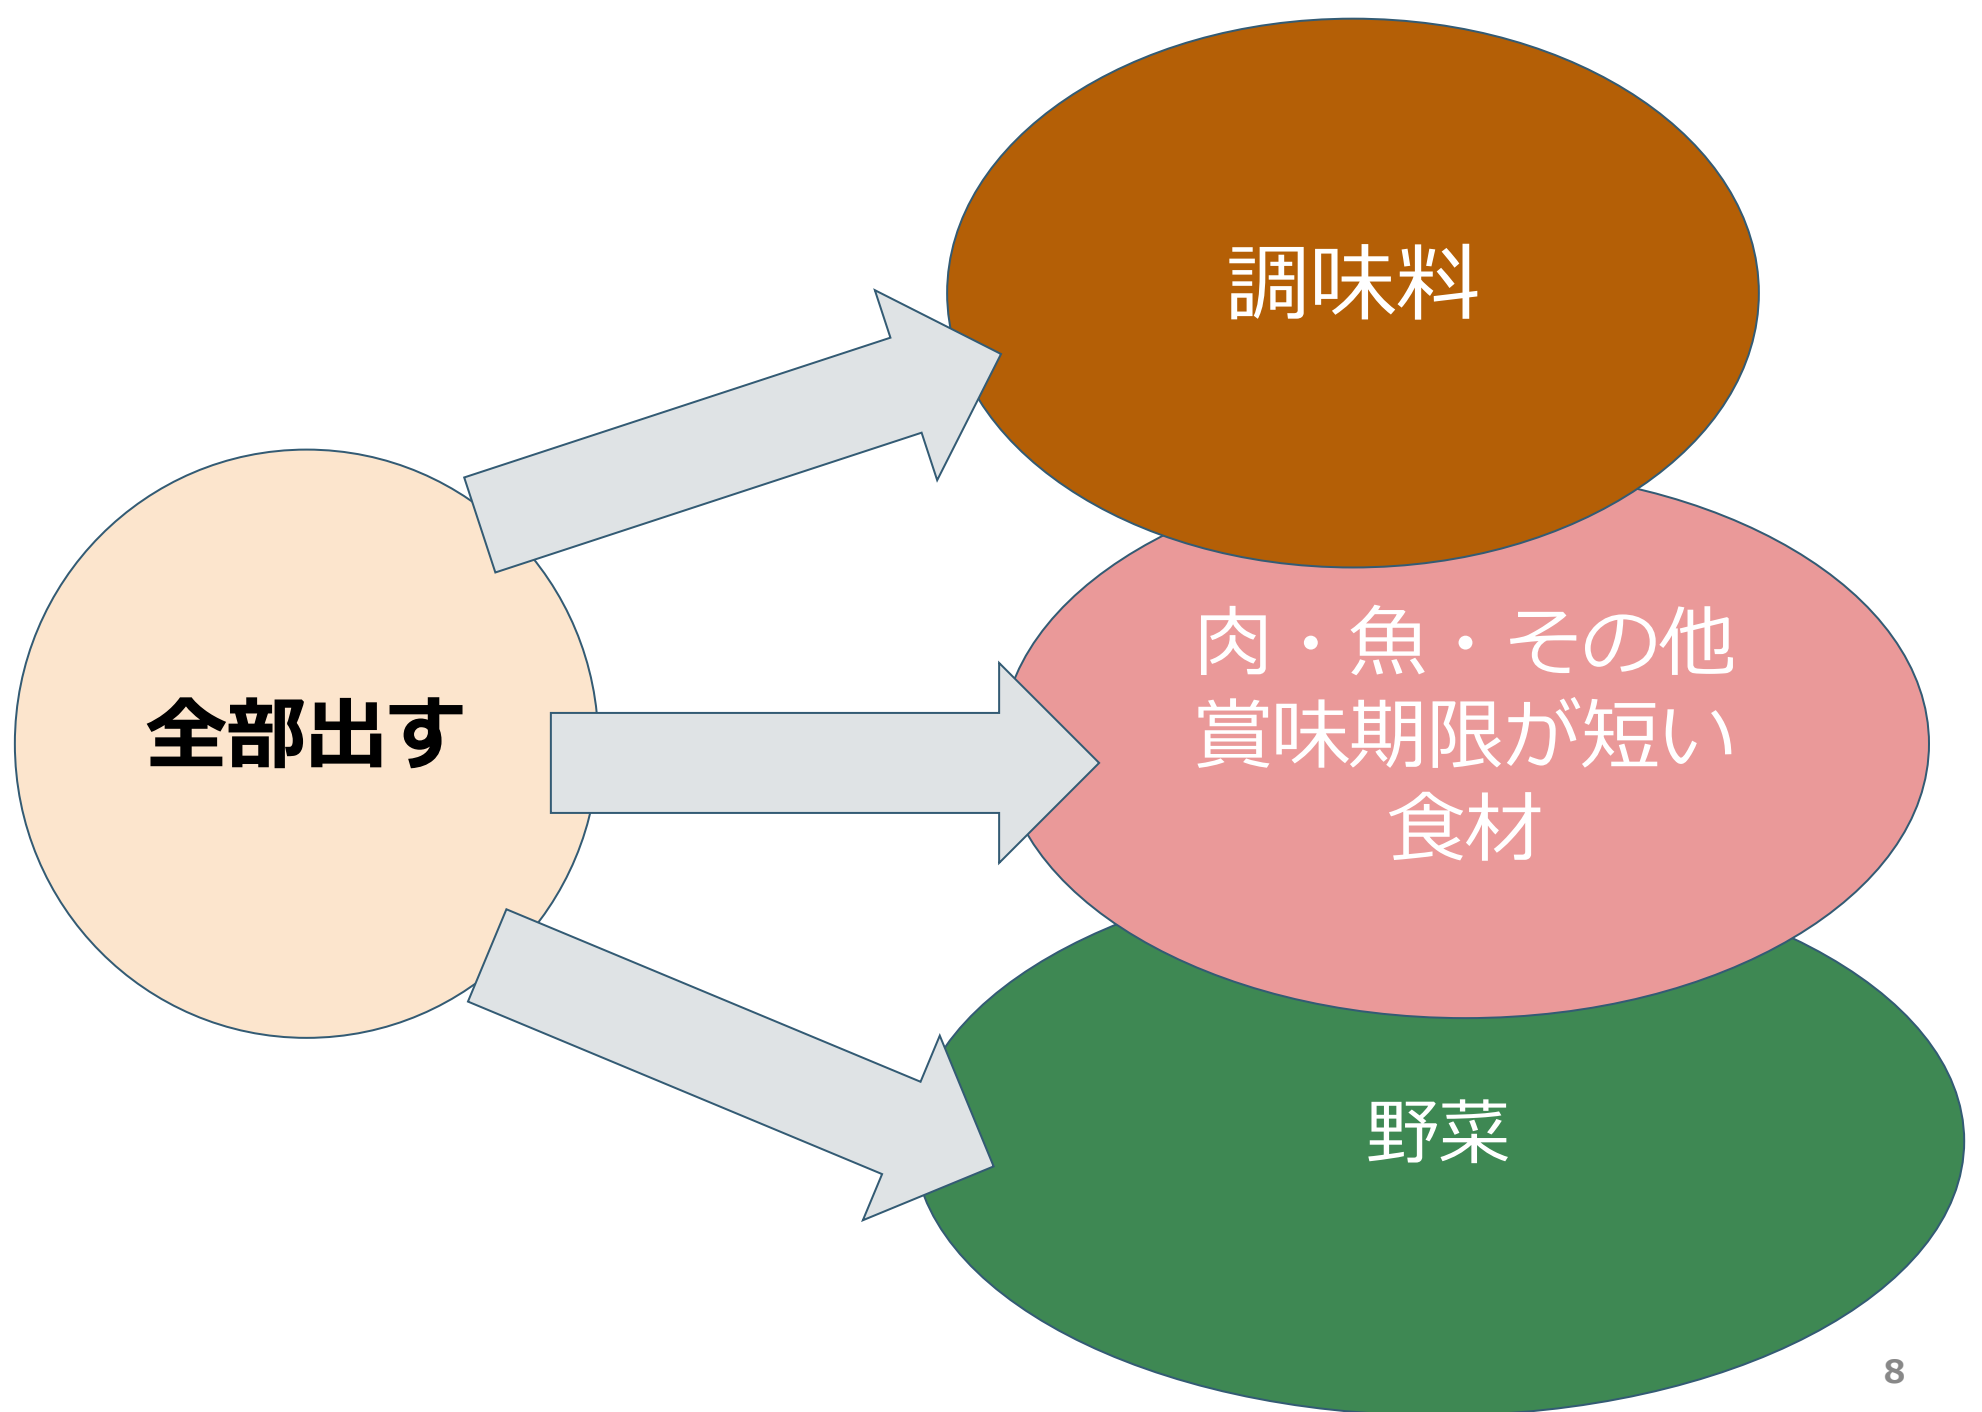 全部出す
調味料
肉・魚・その他
賞味期限が短い
食材
野菜
8